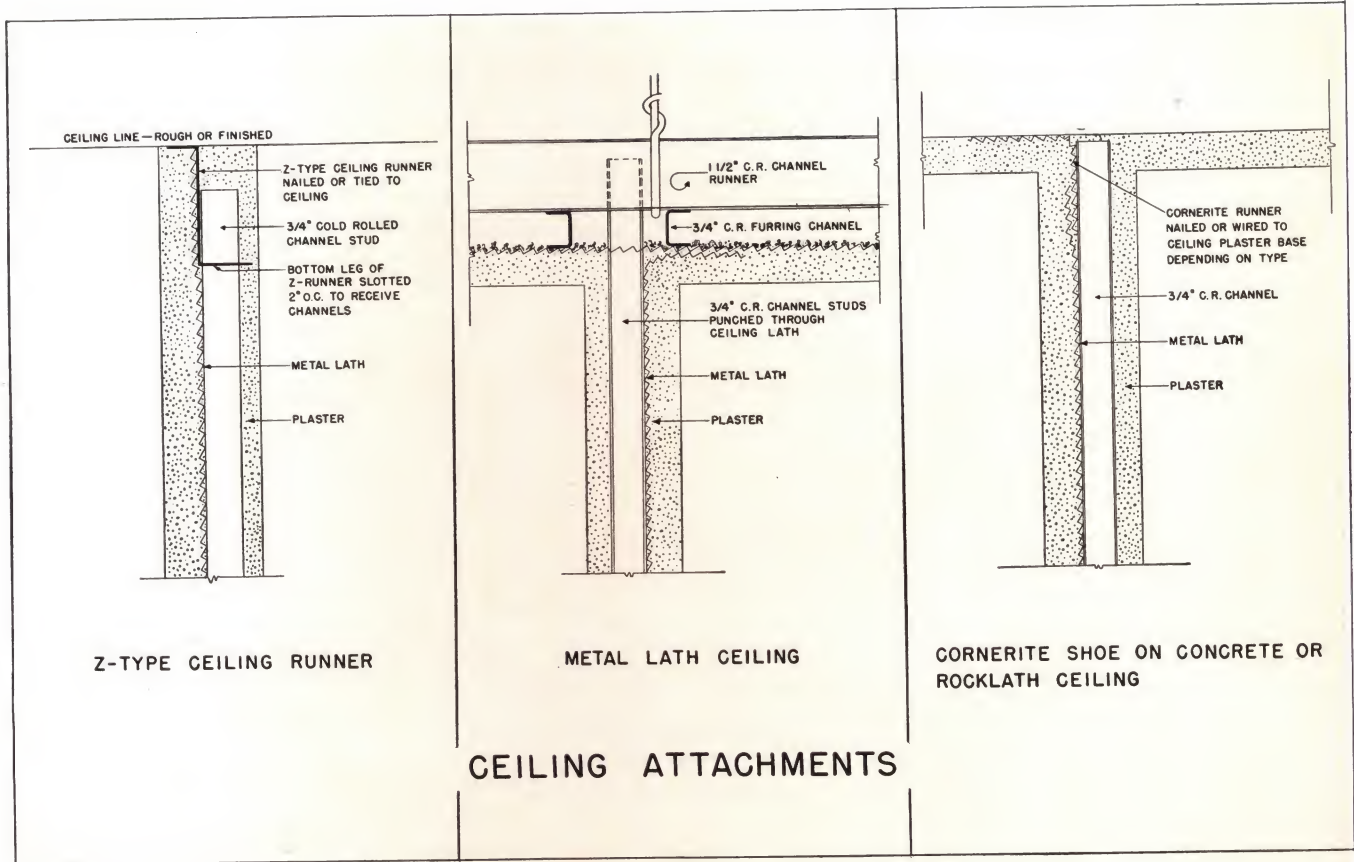 CEILING LINE—ROUGH OR FINISHED
Z-TYPE CEILING RUNNER
NAILED OR TIED TO
CEILING
3/4" COLD ROLLED
CHANNEL STUD
BOTTOM LEG OF
Z-RUNNER SLOTTED
2" O.C. TO RECEIVE
CHANNELS
METAL LATH
PLASTER
Z-TYPE CEILING RUNNER
1 1/2" C.R. CHANNEL
RUNNER
3/4" C.R. FURRING CHANNEL
3/4" C.R. CHANNEL STUDS
PUNCHED THROUGH
CEILING LATH
METAL LATH
PLASTER
METAL LATH CEILING
CORNERITE RUNNER
NAILED OR WIRED TO
CEILING PLASTER BASE
DEPENDING ON TYPE
3/4" C.R. CHANNEL
METAL LATH
PLASTER
CORNERITE SHOE ON CONCRETE OR
ROCKLATH CEILING
CEILING ATTACHMENTS